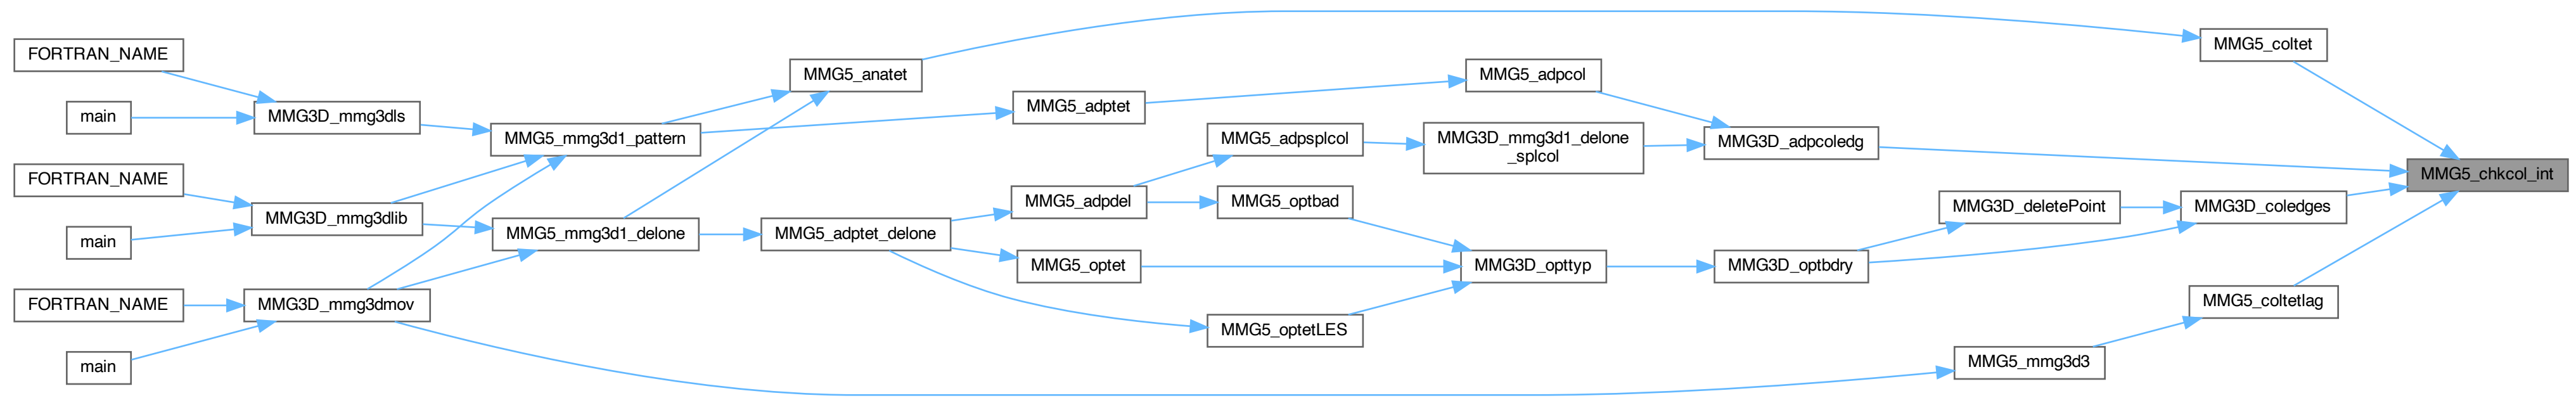 FORTRAN_NAME
main
MMG3D_mmg3dls
FORTRAN_NAME
main
MMG3D_mmg3dlib
FORTRAN_NAME
main
MMG3D_mmg3dmov
MMG5_mmg3d1_pattern
MMG5_mmg3d1_delone
MMG5_anatet
MMG5_adptet_delone
MMG5_adptet
MMG5_adpdel
MMG5_optet
MMG5_adpsplcol
MMG5_optbad
MMG5_optetLES
MMG5_adpcol
MMG3D_mmg3d1_delone
_splcol
MMG3D_opttyp
MMG3D_adpcoledg
MMG3D_optbdry
MMG3D_deletePoint
MMG5_mmg3d3
MMG5_coltet
MMG3D_coledges
MMG5_coltetlag
MMG5_chkcol_int